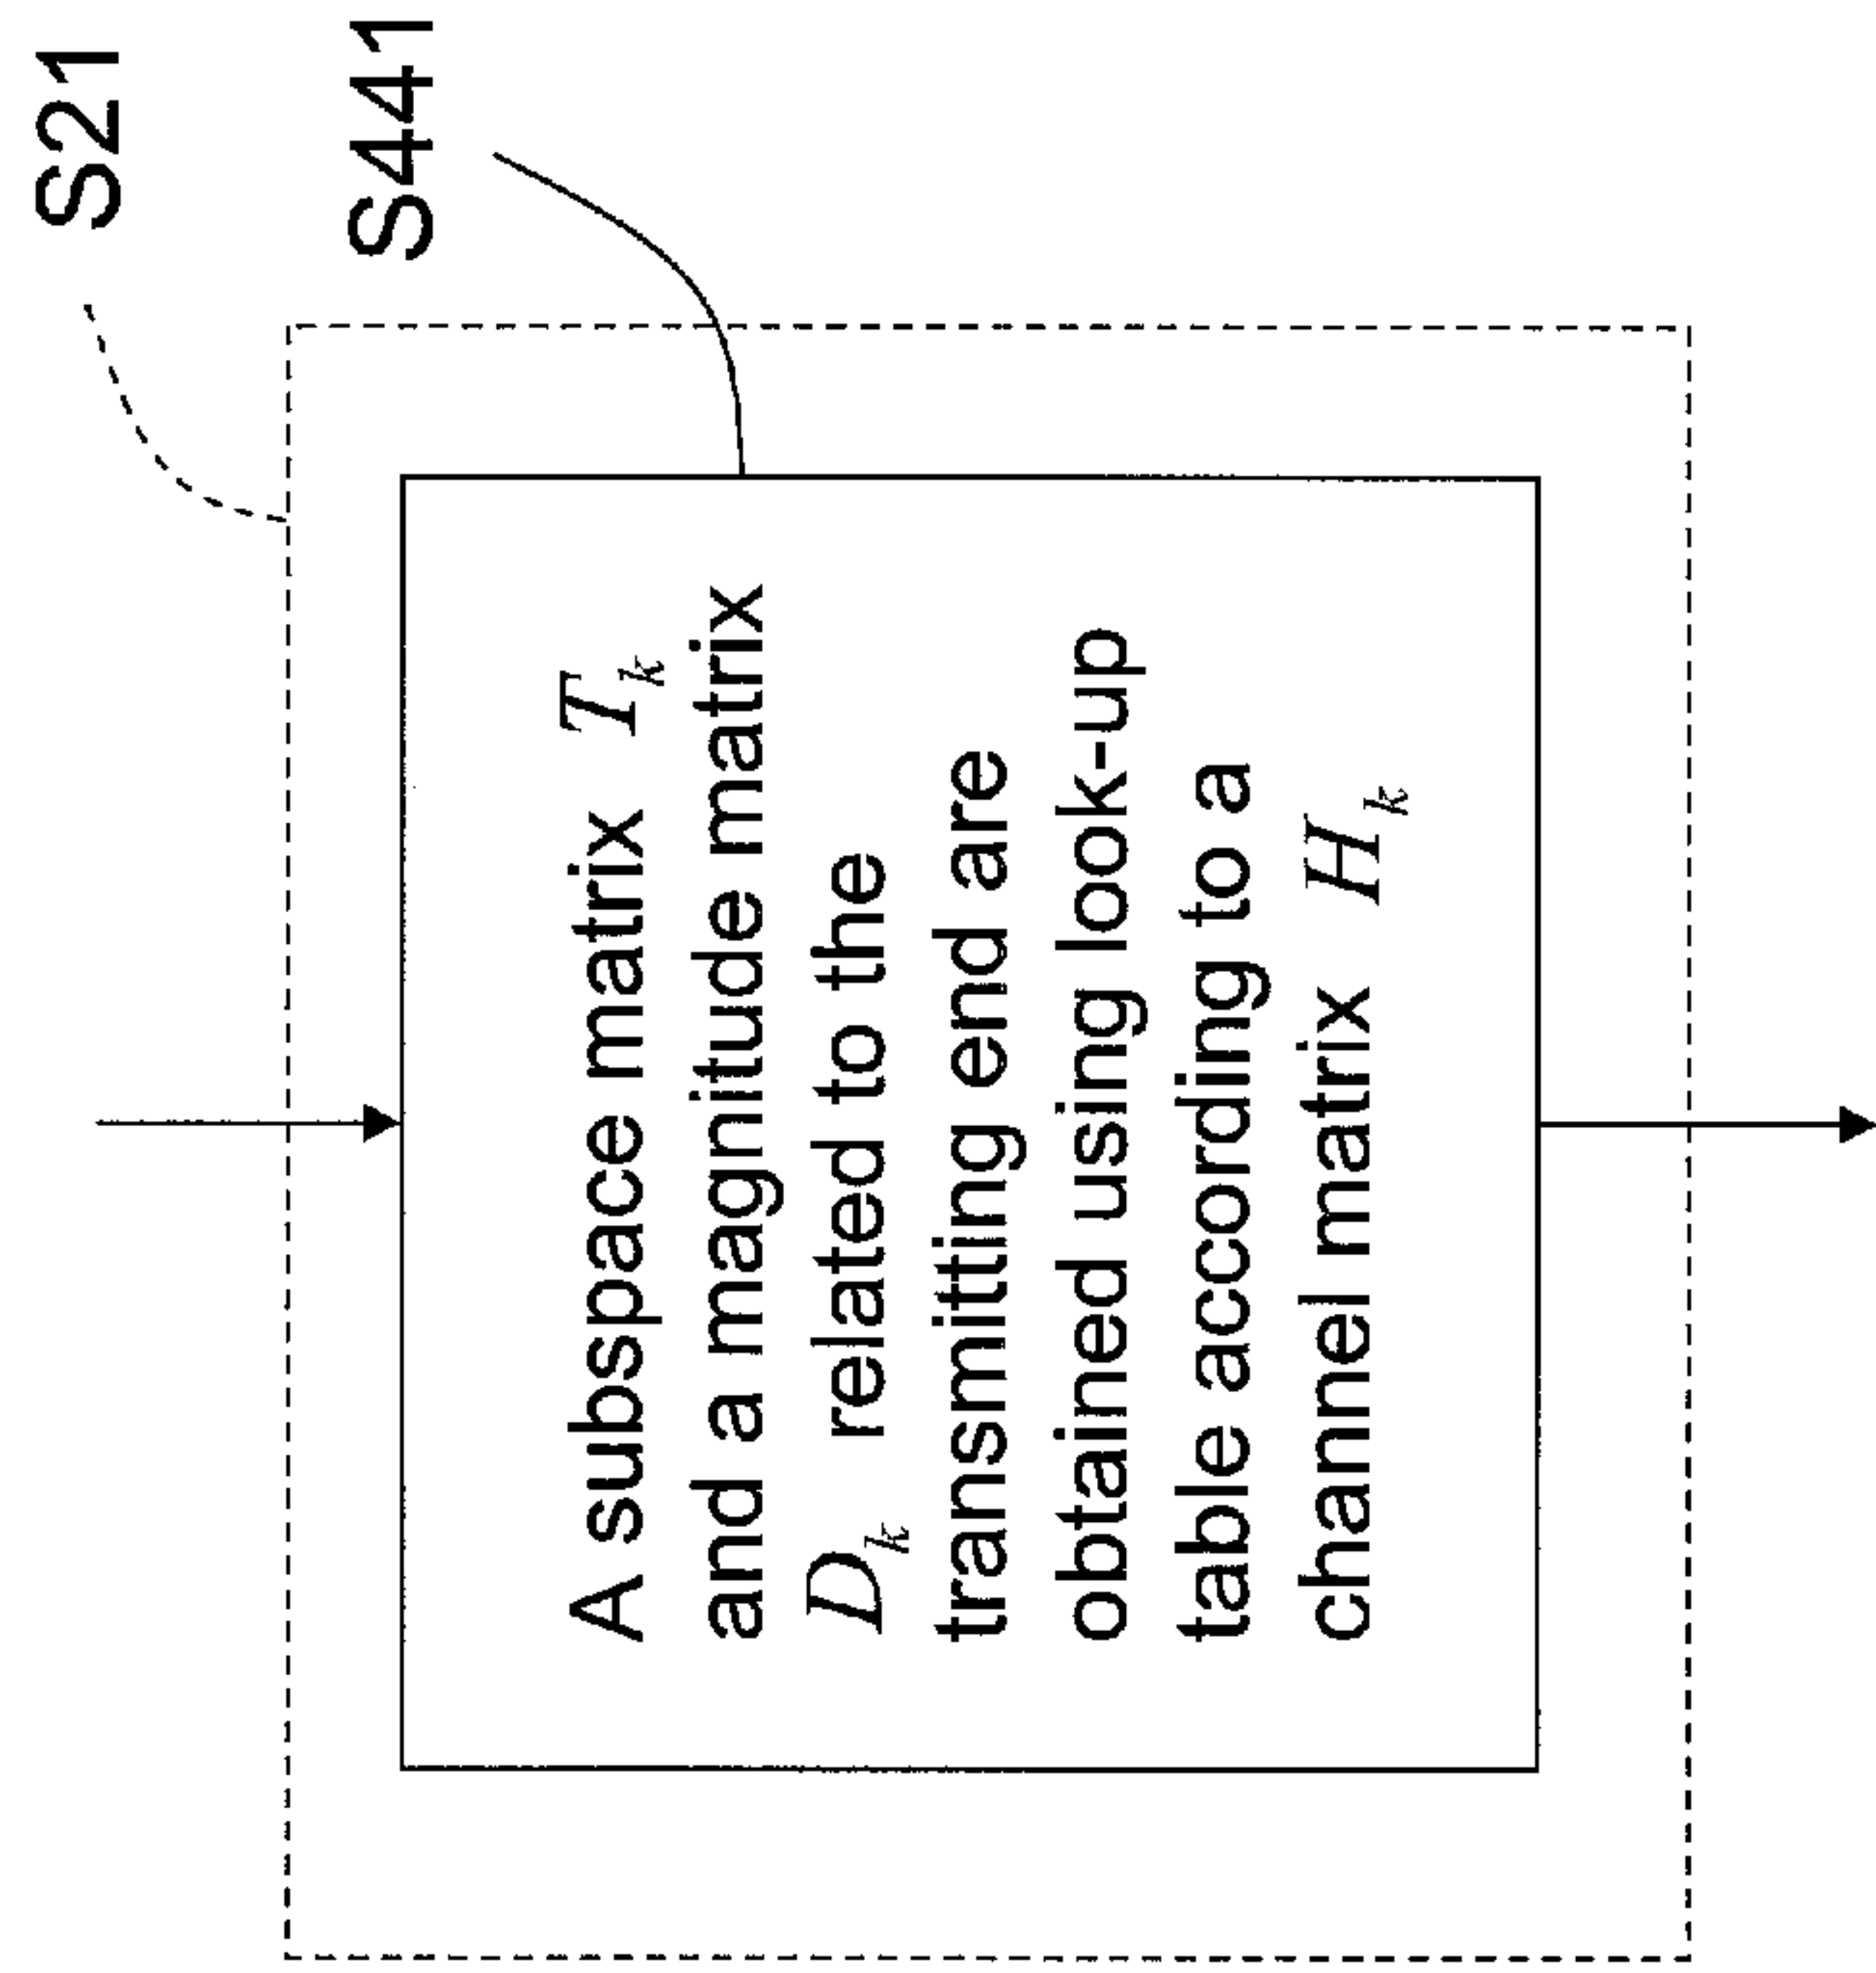 S21
S441
A subspace matrix T_k
and a magnitude matrix
D_k related to the
transmitting end are
obtained using look-up
table according to a
channel matrix H_k